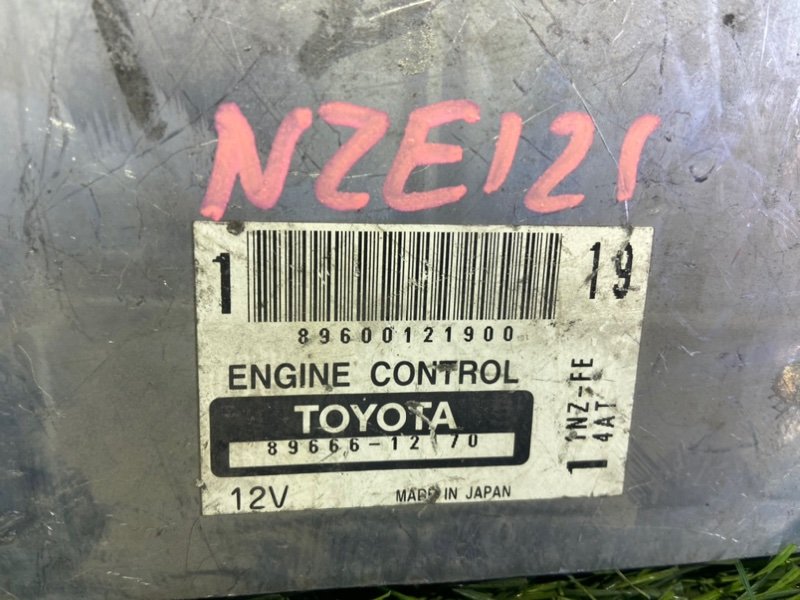 NZE121
1
19
89600121900
ENGINE CONTROL
TOYOTA
12V
MADE IN JAPAN
1
1NZ-FE
4AT